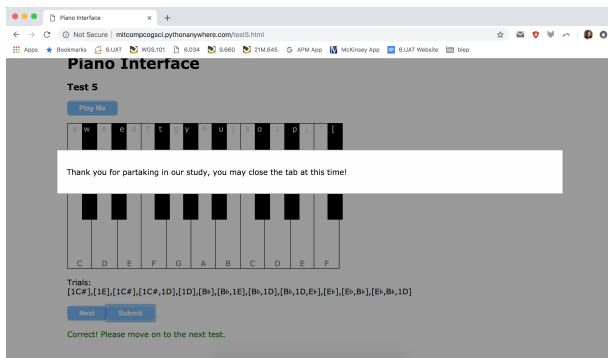 Piano Interface
Not Secure | mitcompcogsci.pythonanywhere.com/test5.html
Apps Bookmarks 6.UAT WGS.101 6.034 9.660 21M.645 APM App McKinsey App 6.UAT Website blep
Piano Interface
Test 5
Play Me
a w s e d f t g y h u j k o l p ; ' [
Thank you for partaking in our study, you may close the tab at this time!
C D E F G A B C D E F
Trials:
[1C#],[1E],[1C#],[1C#,1D],[1D],[B♭],[B♭,1E],[B♭,1D],[B♭,1D,E♭],[E♭],[E♭,B♭],[E♭,B♭,1D]
Next Submit
Correct! Please move on to the next test.